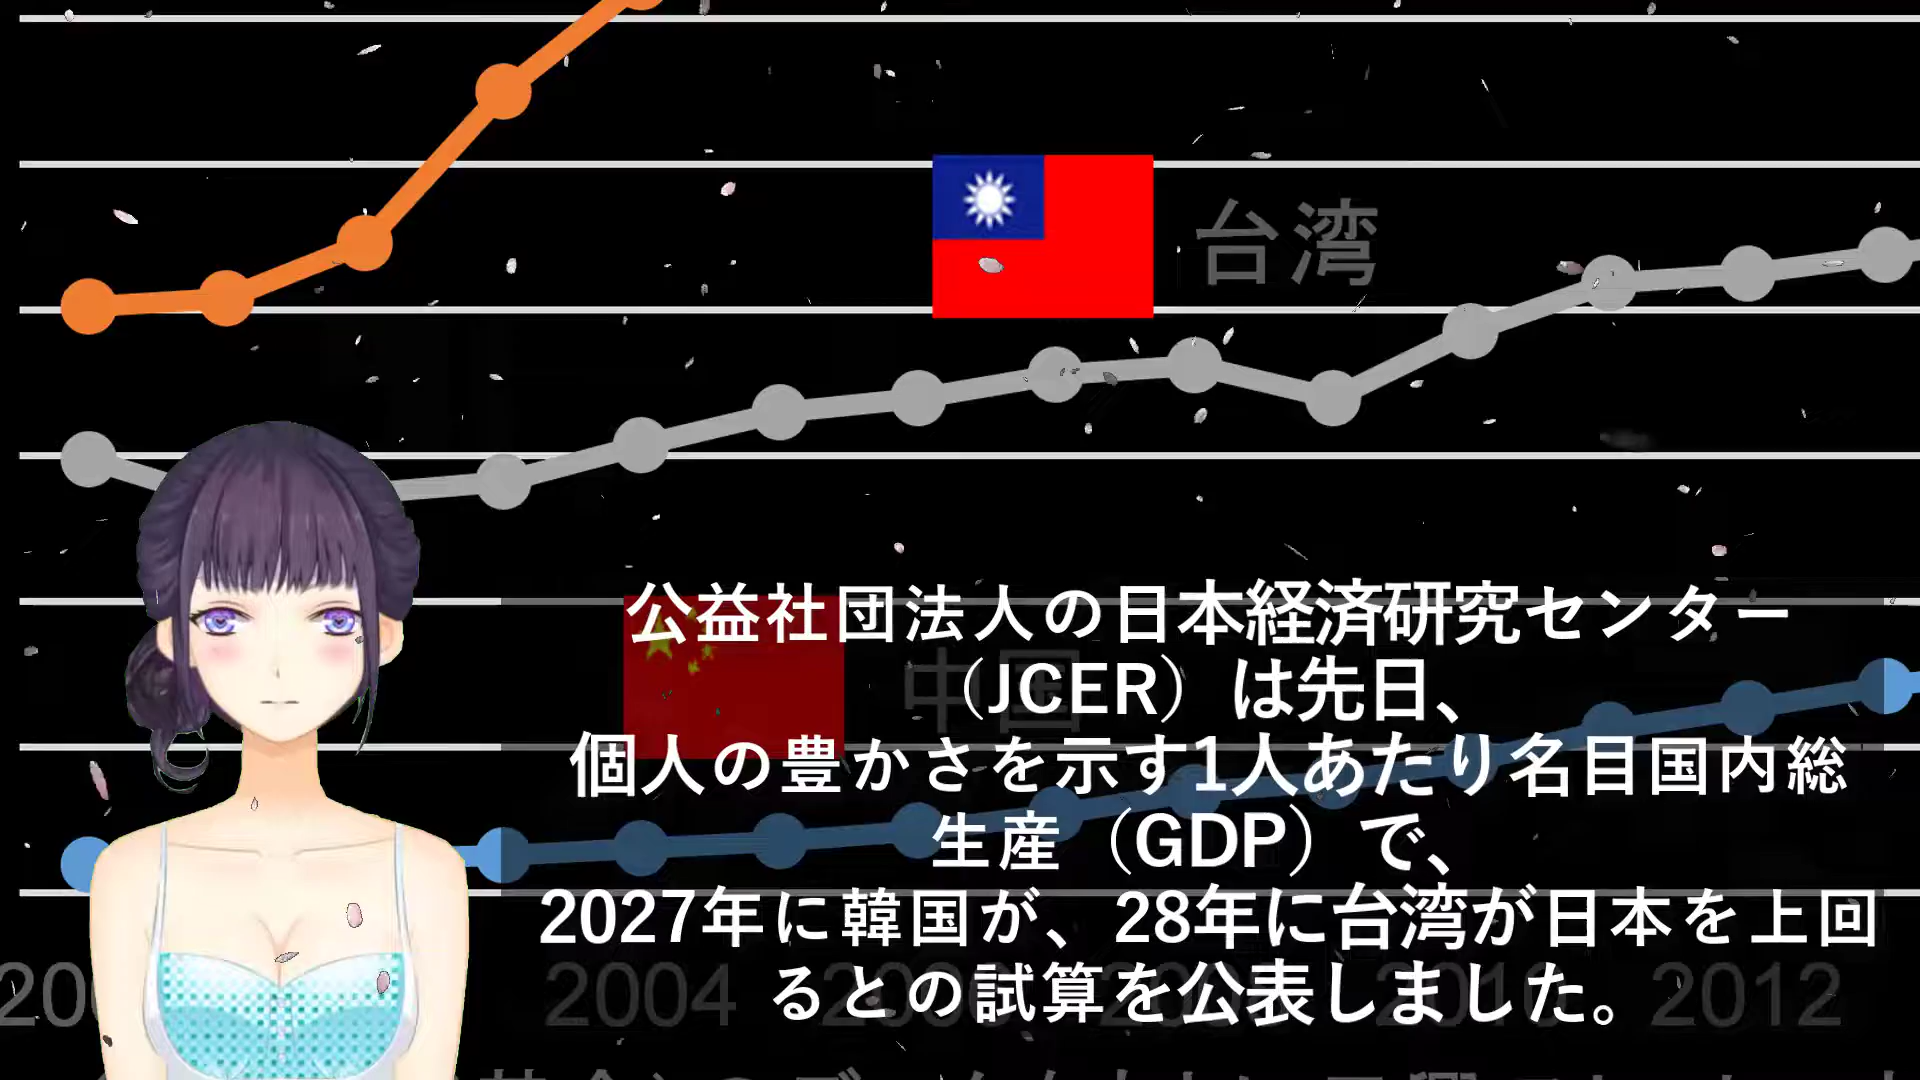 台湾
公益社団法人の日本経済研究センター
（JCER）は先日、
中国
個人の豊かさを示す1人あたり名目国内総
生産（GDP）で、
2027年に韓国が、28年に台湾が日本を上回
るとの試算を公表しました。
2004
2012